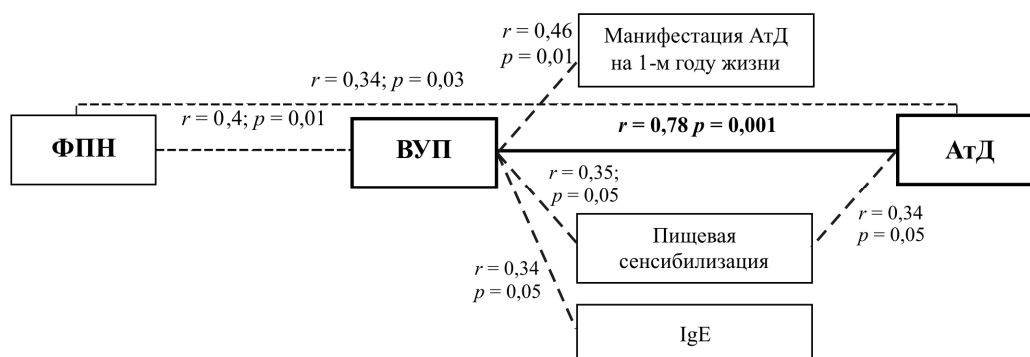 r = 0,46
p = 0,01
Манифестация АтД
на 1-м году жизни
r = 0,34; p = 0,03
r = 0,4; p = 0,01
r = 0,78 p = 0,001
ФПН
ВУП
АтД
r = 0,35;
p = 0,05
r = 0,34
p = 0,05
Пищевая
сенсибилизация
r = 0,34
p = 0,05
IgE